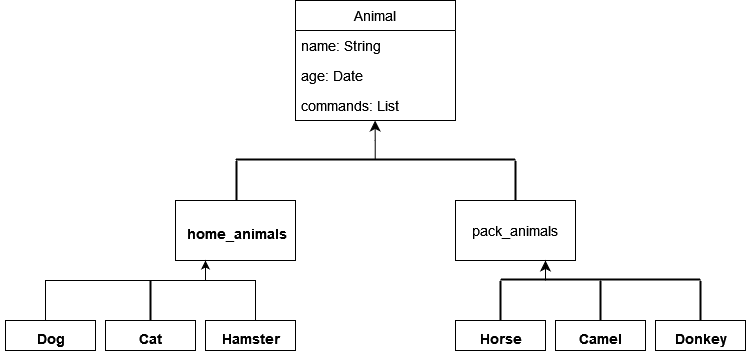 Animal
name: String
age: Date
commands: List
home_animals
pack_animals
Dog
Cat
Hamster
Horse
Camel
Donkey